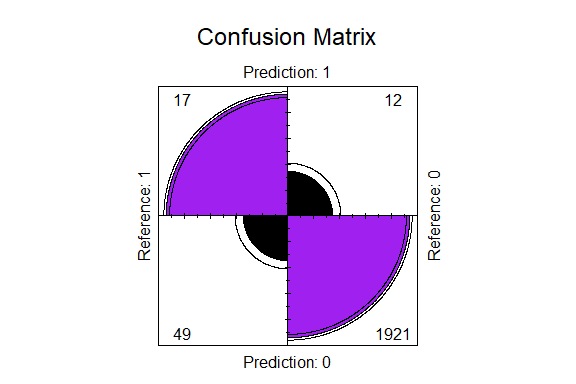 Confusion Matrix
Prediction: 1
17
12
Reference: 1
Reference: 0
49
1921
Prediction: 0